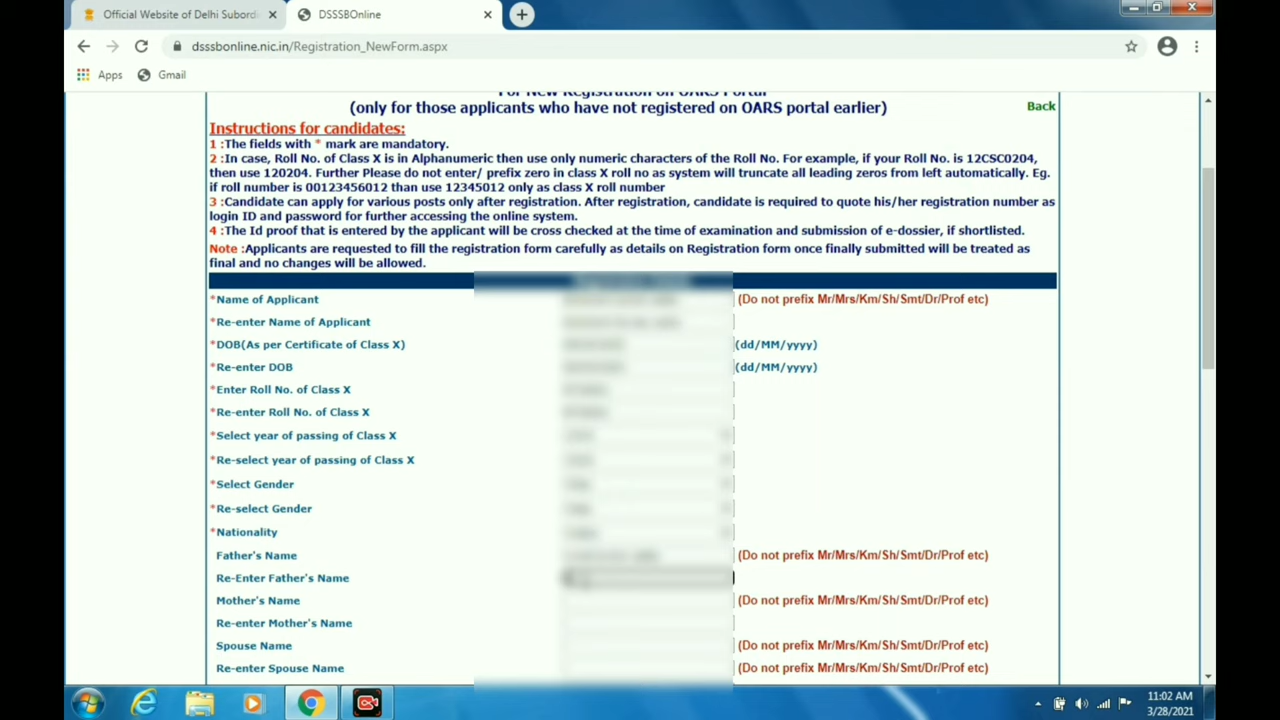 Official Website of Delhi Subordi
DSSSBOnline
dsssbonline.nic.in/Registration_NewForm.aspx
Apps
Gmail
For New Registration on OARS Portal
(only for those applicants who have not registered on OARS portal earlier)
Back
Instructions for candidates:
1 :The fields with * mark are mandatory.
2 :In case, Roll No. of Class X is in Alphanumeric then use only numeric characters of the Roll No. For example, if your Roll No. is 12CSC0204,
then use 120204. Further Please do not enter/ prefix zero in class X roll no as system will truncate all leading zeros from left automatically. Eg.
if roll number is 00123456012 than use 12345012 only as class X roll number
3 :Candidate can apply for various posts only after registration. After registration, candidate is required to quote his/her registration number as
login ID and password for further accessing the online system.
4 :The Id proof that is entered by the applicant will be cross checked at the time of examination and submission of e-dossier, if shortlisted.
Note :Applicants are requested to fill the registration form carefully as details on Registration form once finally submitted will be treated as
final and no changes will be allowed.
*Name of Applicant (Do not prefix Mr/Mrs/Km/Sh/Smt/Dr/Prof etc)
*Re-enter Name of Applicant
*DOB(As per Certificate of Class X) (dd/MM/yyyy)
*Re-enter DOB (dd/MM/yyyy)
*Enter Roll No. of Class X
*Re-enter Roll No. of Class X
*Select year of passing of Class X
*Re-select year of passing of Class X
*Select Gender
*Re-select Gender
*Nationality
Father's Name (Do not prefix Mr/Mrs/Km/Sh/Smt/Dr/Prof etc)
Re-Enter Father's Name
Mother's Name (Do not prefix Mr/Mrs/Km/Sh/Smt/Dr/Prof etc)
Re-enter Mother's Name
Spouse Name (Do not prefix Mr/Mrs/Km/Sh/Smt/Dr/Prof etc)
Re-enter Spouse Name (Do not prefix Mr/Mrs/Km/Sh/Smt/Dr/Prof etc)
11:02 AM
3/28/2021